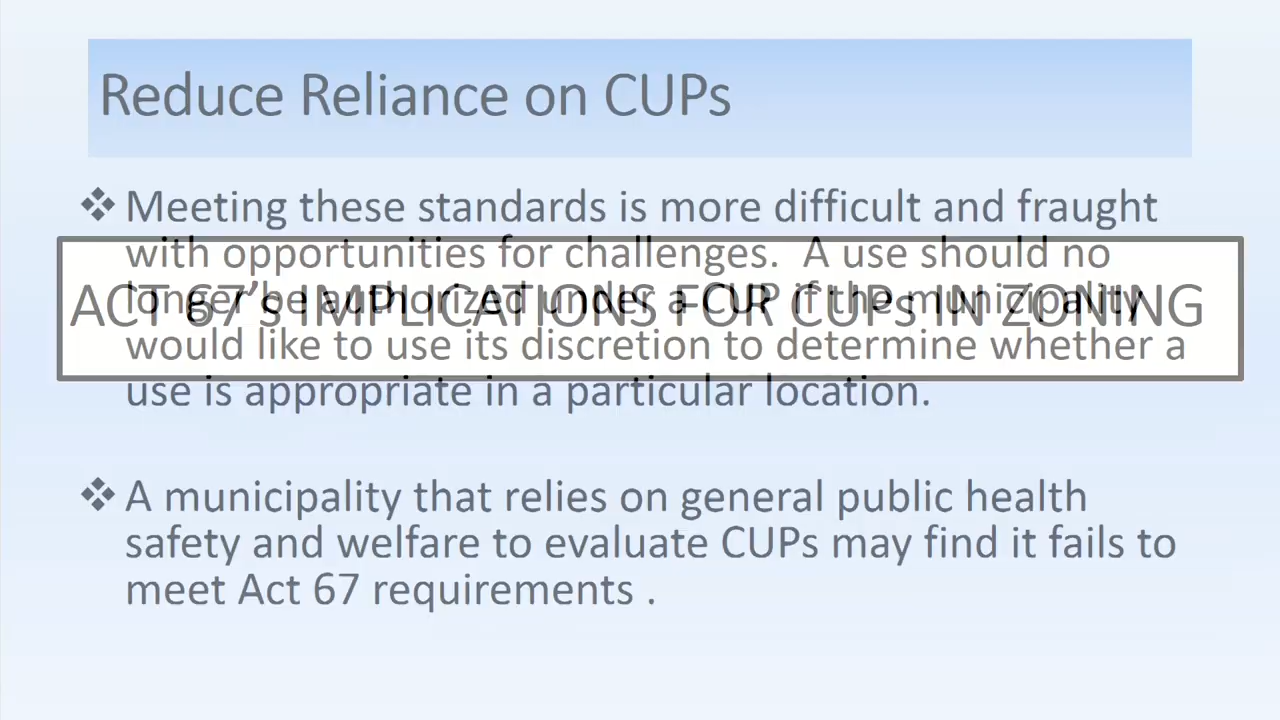 Reduce Reliance on CUPs
❖ Meeting these standards is more difficult and fraught
with opportunities for challenges. A use should no
longer be authorized under a CUP if the municipality
ACT 67’s IMPLICATIONS FOR CUPs IN ZONING
would like to use its discretion to determine whether a
use is appropriate in a particular location.
❖ A municipality that relies on general public health
safety and welfare to evaluate CUPs may find it fails to
meet Act 67 requirements .